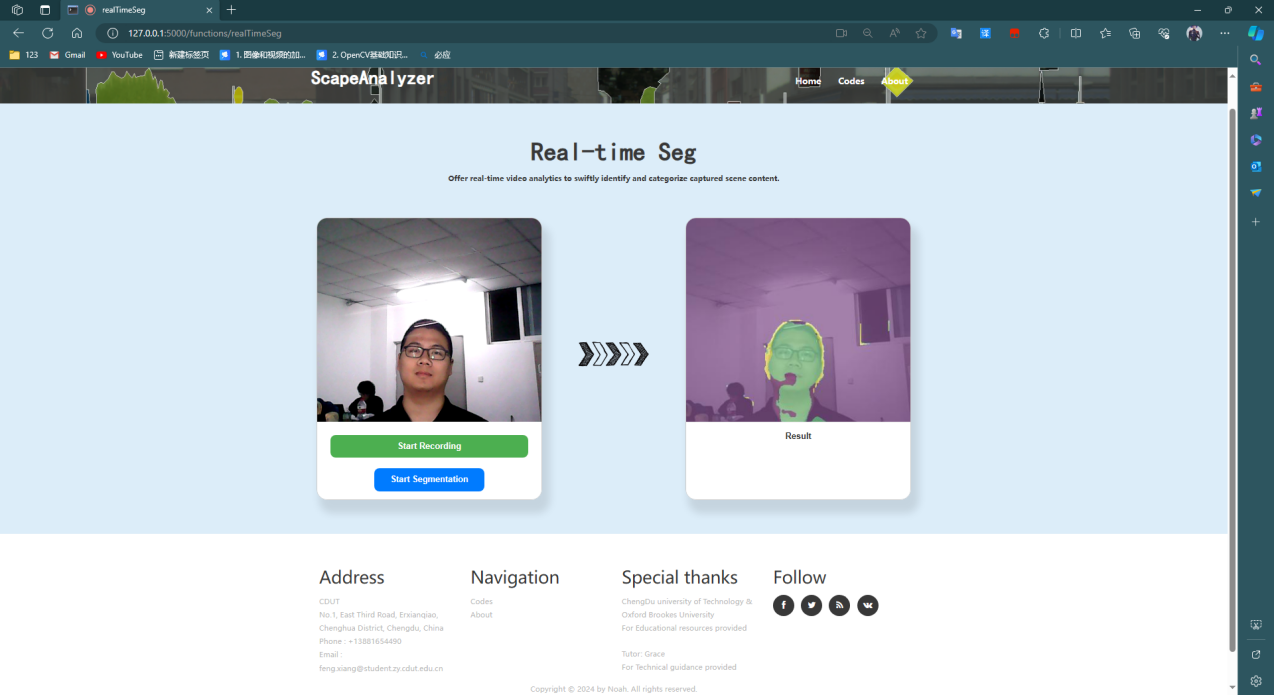 realTimeSeg
127.0.0.1:5000/functions/realTimeSeg
123
Gmail
YouTube
新建标签页
1. 图像和视频的加...
2. OpenCV基础知识...
必应
ScapeAnalyzer
Home
Codes
About
Real-time Seg
Offer real-time video analytics to swiftly identify and categorize captured scene content.
Start Recording
Start Segmentation
Result
Address
CDUT
No.1, East Third Road, Erxianqiao,
Chenghua District, Chengdu, China
Phone : +13881654490
Email :
feng.xiang@student.zy.cdut.edu.cn
Navigation
Codes
About
Special thanks
ChengDu university of Technology &
Oxford Brookes University
For Educational resources provided
Tutor: Grace
For Technical guidance provided
Follow
Copyright © 2024 by Noah. All rights reserved.